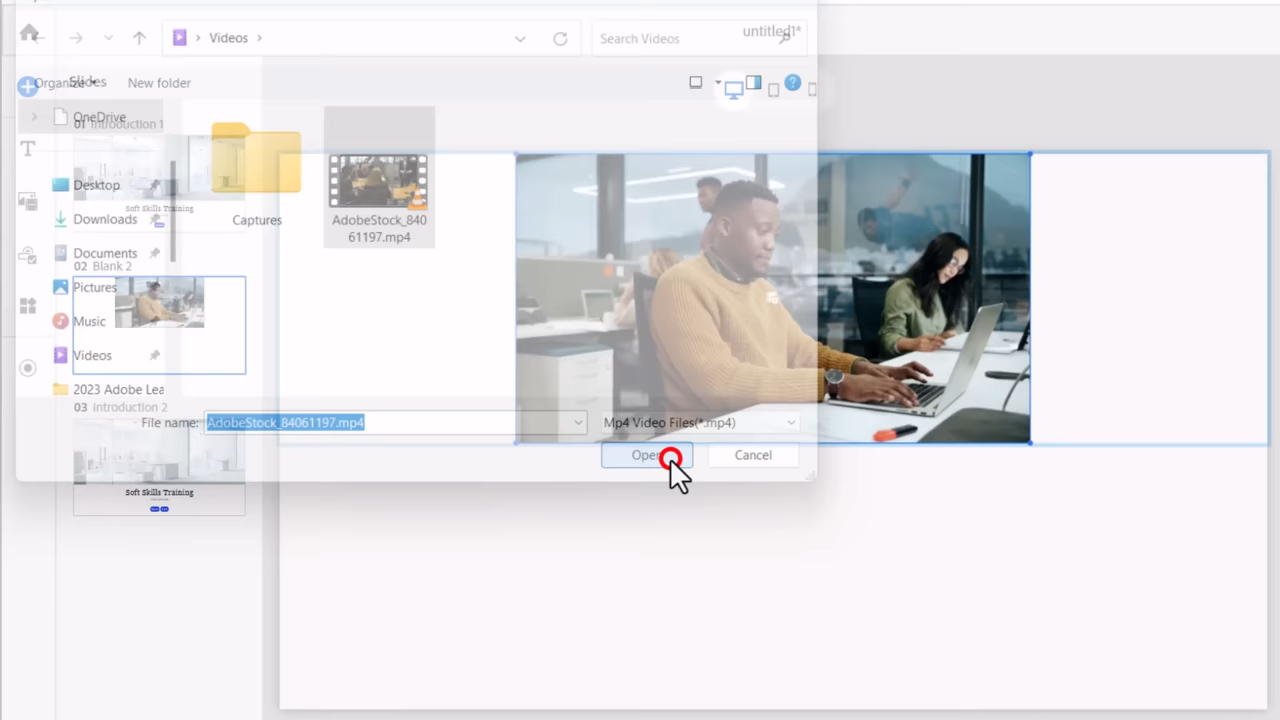 untitled1*
Videos
Search Videos
Organize
Slides
New folder
OneDrive
01 Introduction 1
Desktop
Soft Skills Training
Downloads
Captures
AdobeStock_840
61197.mp4
Documents
02 Blank 2
Pictures
Music
Videos
2023 Adobe Lea
03 Introduction 2
File name:
AdobeStock_84061197.mp4
Mp4 Video Files(*.mp4)
Open
Cancel
Soft Skills Training